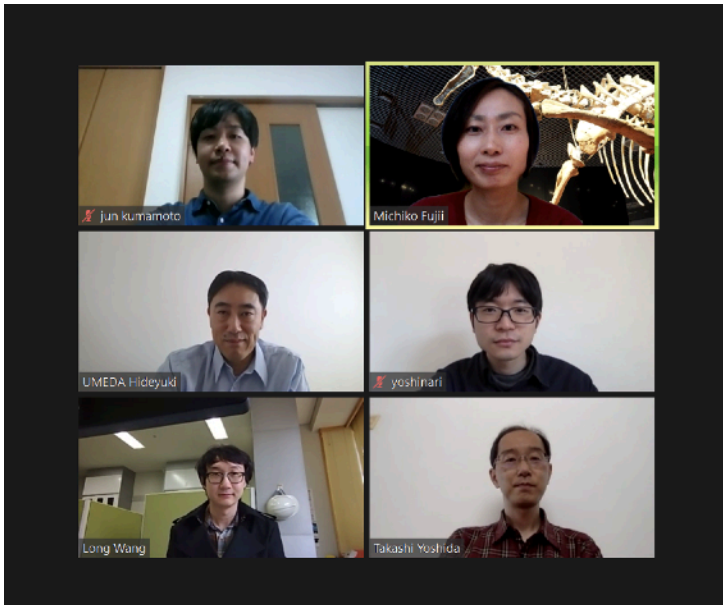 jun kumamoto
Michiko Fujii
UMEDA Hideyuki
yoshinari
Long Wang
Takashi Yoshida